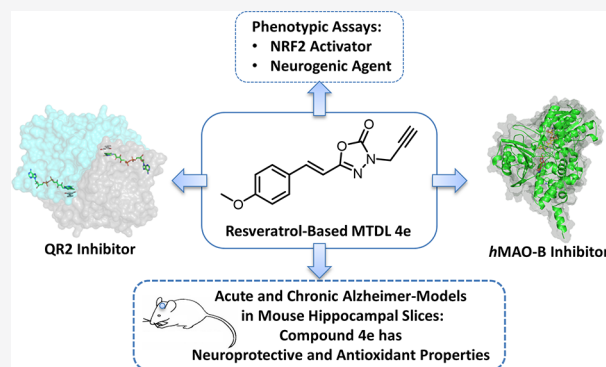 Phenotypic Assays:
• NRF2 Activator
• Neurogenic Agent
O
O
N
N
O
Resveratrol-Based MTDL 4e
QR2 Inhibitor
hMAO-B Inhibitor
Acute and Chronic Alzheimer-Models
in Mouse Hippocampal Slices:
Compound 4e has
Neuroprotective and Antioxidant Properties